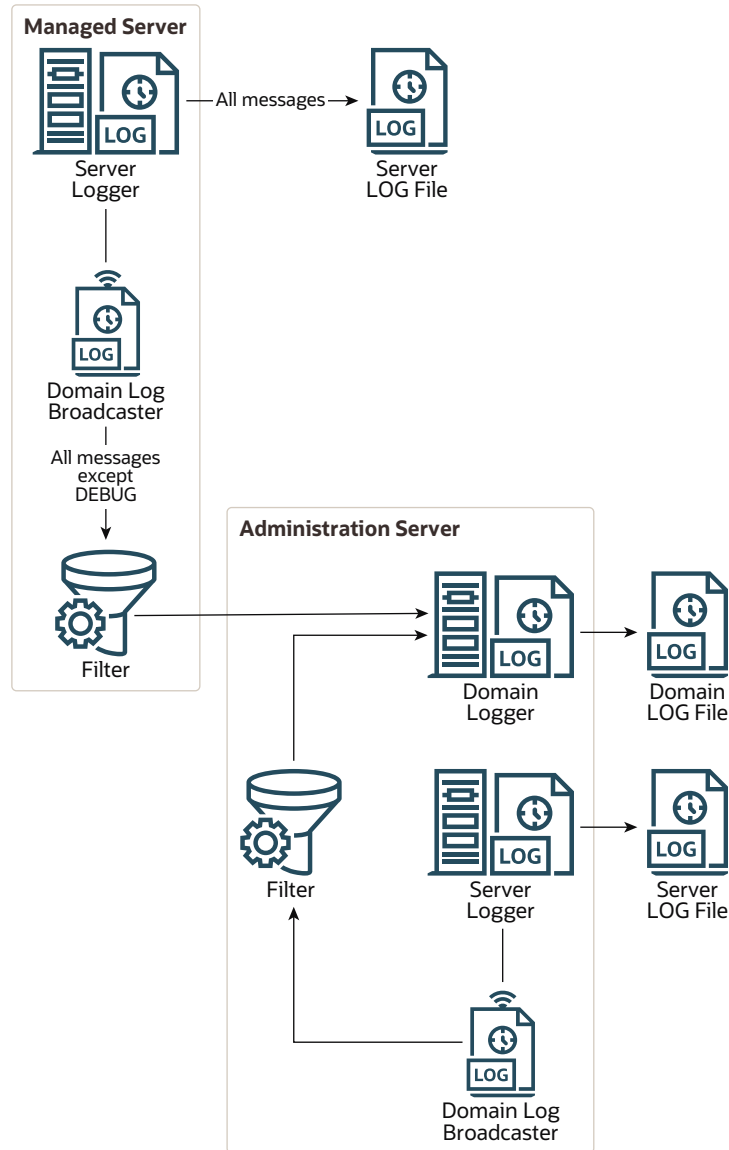 Managed Server
LOG
All messages
LOG
Server
Logger
Server
LOG File
LOG
Domain Log
Broadcaster
All messages
except
DEBUG
Filter
Administration Server
LOG
LOG
Domain
Logger
Domain
LOG File
Filter
LOG
LOG
Server
Logger
Server
LOG File
LOG
Domain Log
Broadcaster